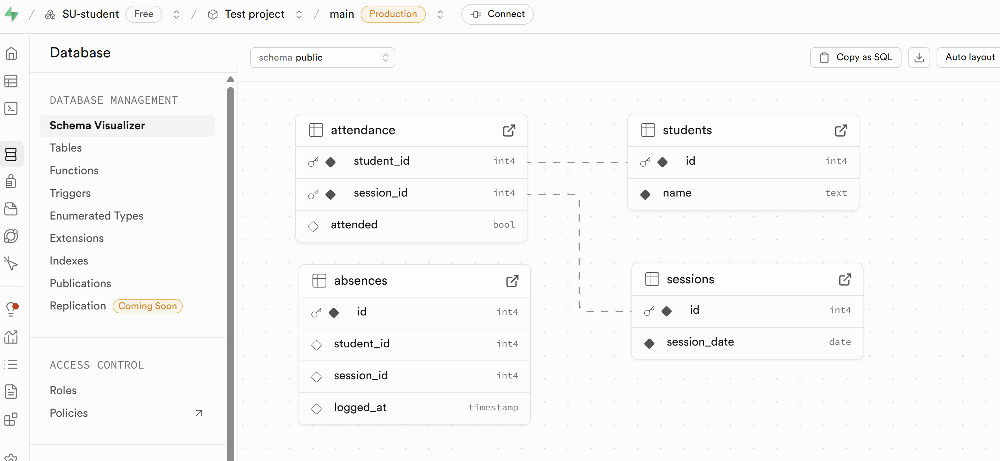 SU-student Free / Test project / main Production Connect
Database
schema public
Copy as SQL
Auto layout
DATABASE MANAGEMENT
Schema Visualizer
Tables
Functions
Triggers
Enumerated Types
Extensions
Indexes
Publications
Replication Coming Soon
ACCESS CONTROL
Roles
Policies
attendance
student_id int4
session_id int4
attended bool
students
id int4
name text
absences
id int4
student_id int4
session_id int4
logged_at timestamp
sessions
id int4
session_date date